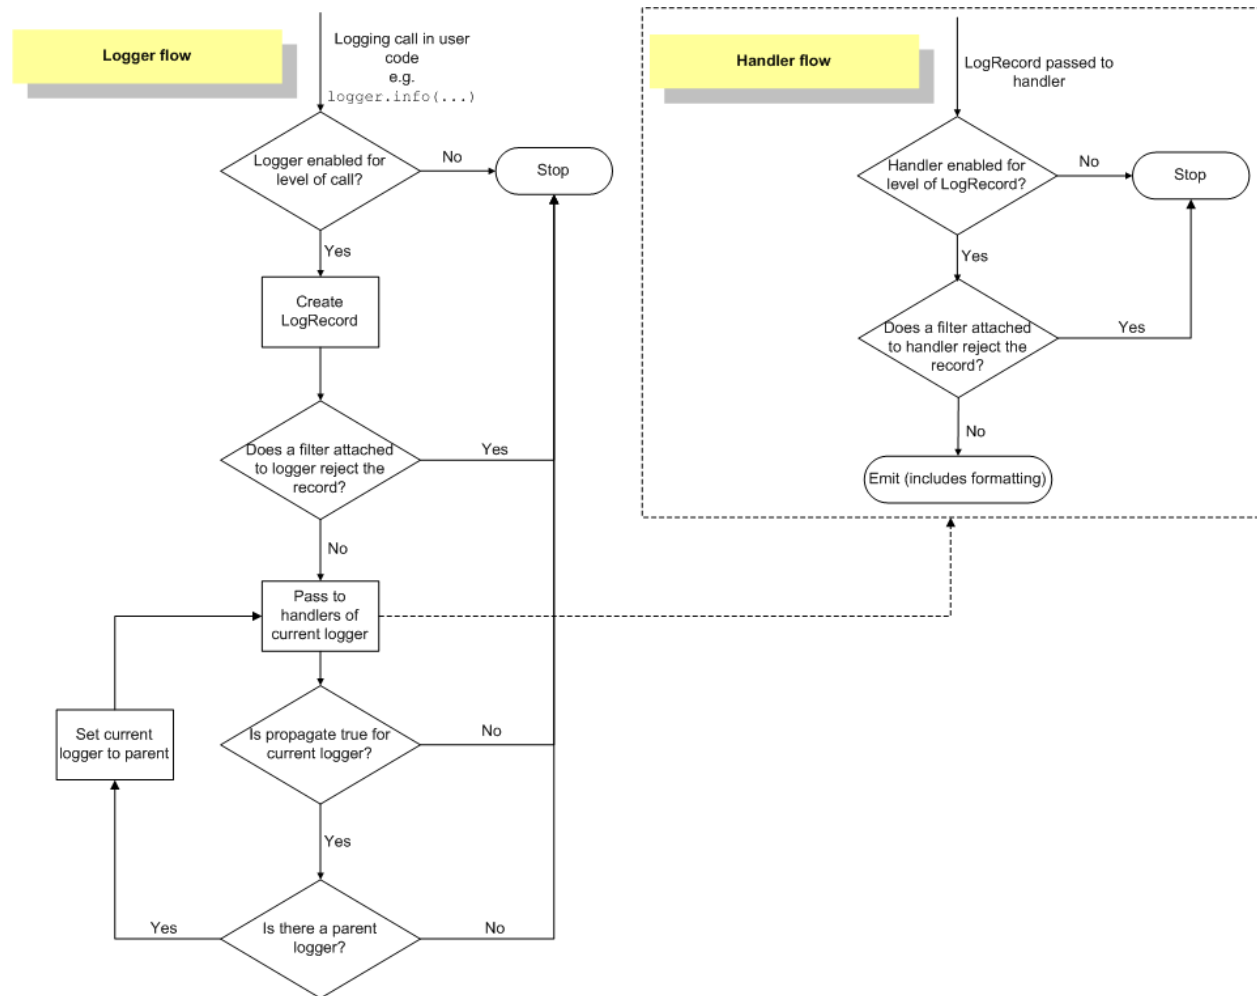 Logger flow
Logging call in user
code
e.g.
logger.info(...)
Logger enabled for
level of call?
No
Stop
Yes
Create
LogRecord
Does a filter attached
to logger reject the
record?
Yes
No
Pass to
handlers of
current logger
Set current
logger to parent
Is propagate true for
current logger?
No
Yes
Is there a parent
logger?
Yes
No
Handler flow
LogRecord passed to
handler
Handler enabled for
level of LogRecord?
No
Stop
Yes
Does a filter attached
to handler reject the
record?
Yes
No
Emit (includes formatting)